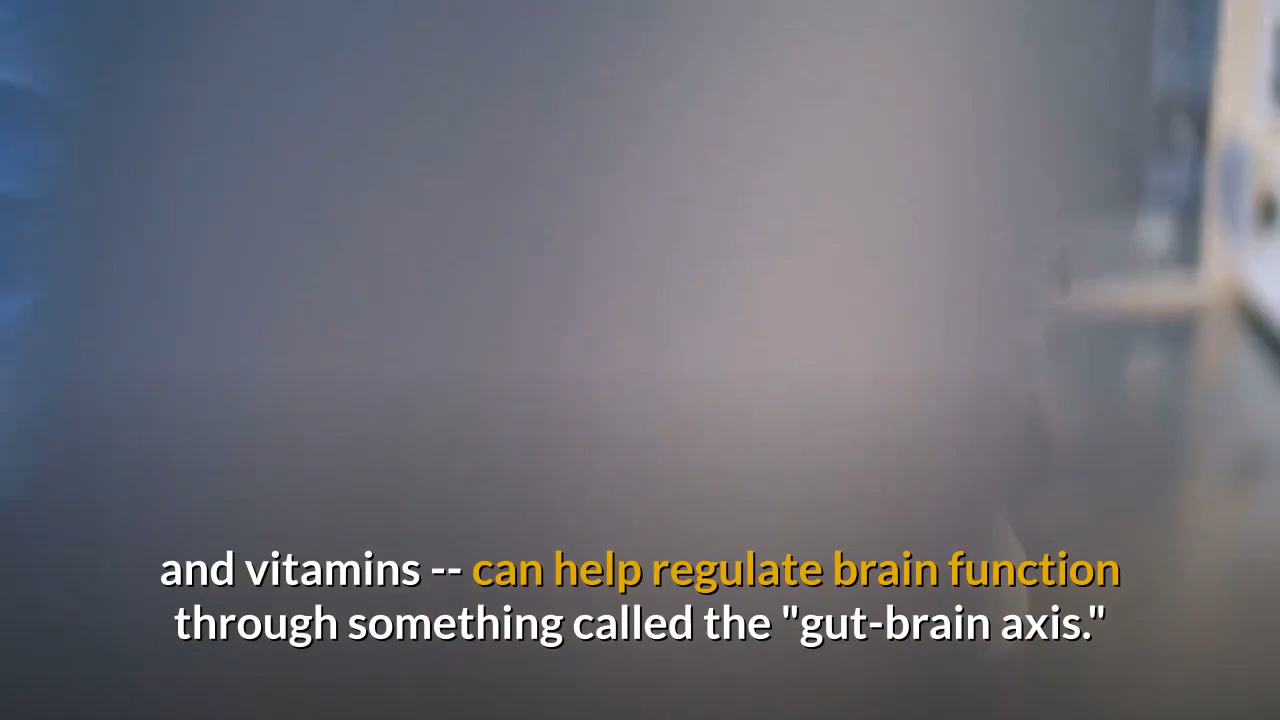 and vitamins -- can help regulate brain function
through something called the "gut-brain axis."